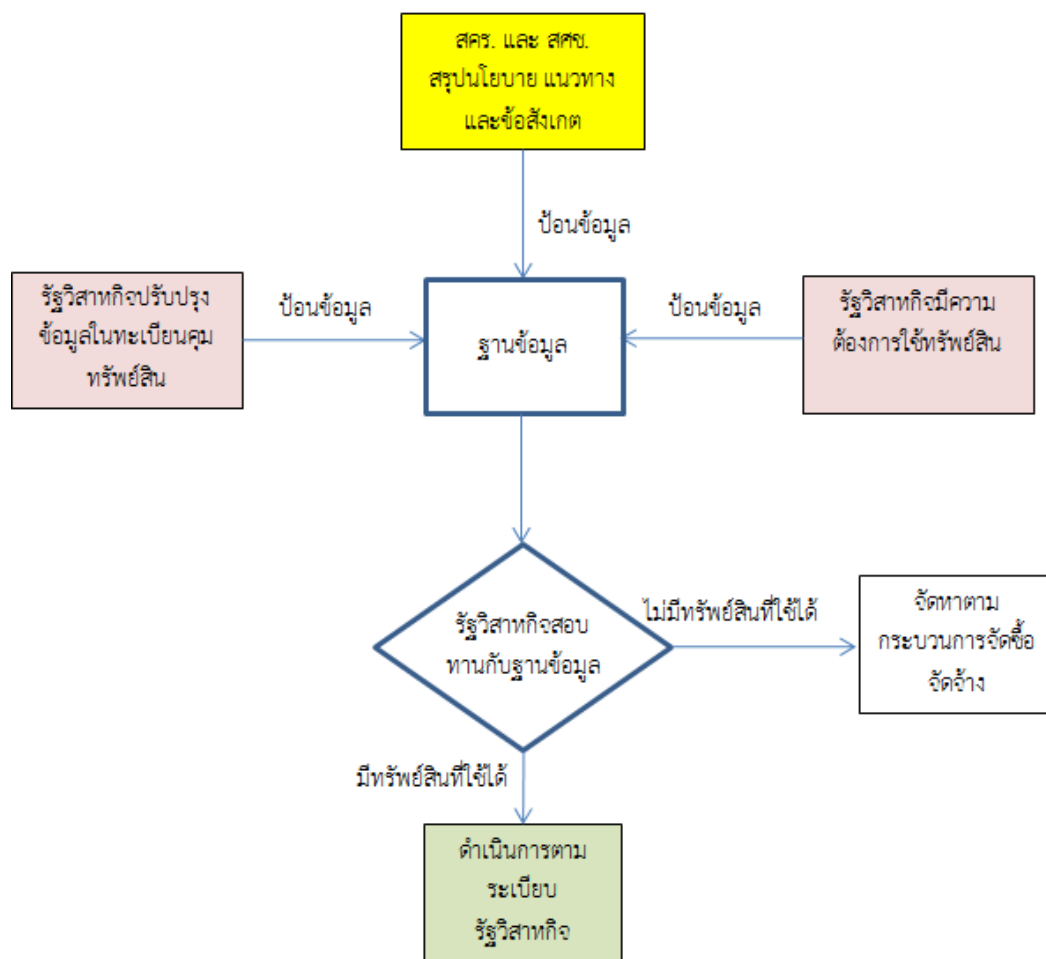 สคร. และ สศช.
สรุปนโยบาย แนวทาง
และข้อสังเกต
ป้อนข้อมูล
รัฐวิสาหกิจปรับปรุง
ข้อมูลในทะเบียนคุม
ทรัพย์สิน
ป้อนข้อมูล
ฐานข้อมูล
ป้อนข้อมูล
รัฐวิสาหกิจมีความ
ต้องการใช้ทรัพย์สิน
รัฐวิสาหกิจสอบ
ทานกับฐานข้อมูล
ไม่มีทรัพย์สินที่ใช้ได้
จัดหาตาม
กระบวนการจัดซื้อ
จัดจ้าง
มีทรัพย์สินที่ใช้ได้
ดำเนินการตาม
ระเบียบ
รัฐวิสาหกิจ